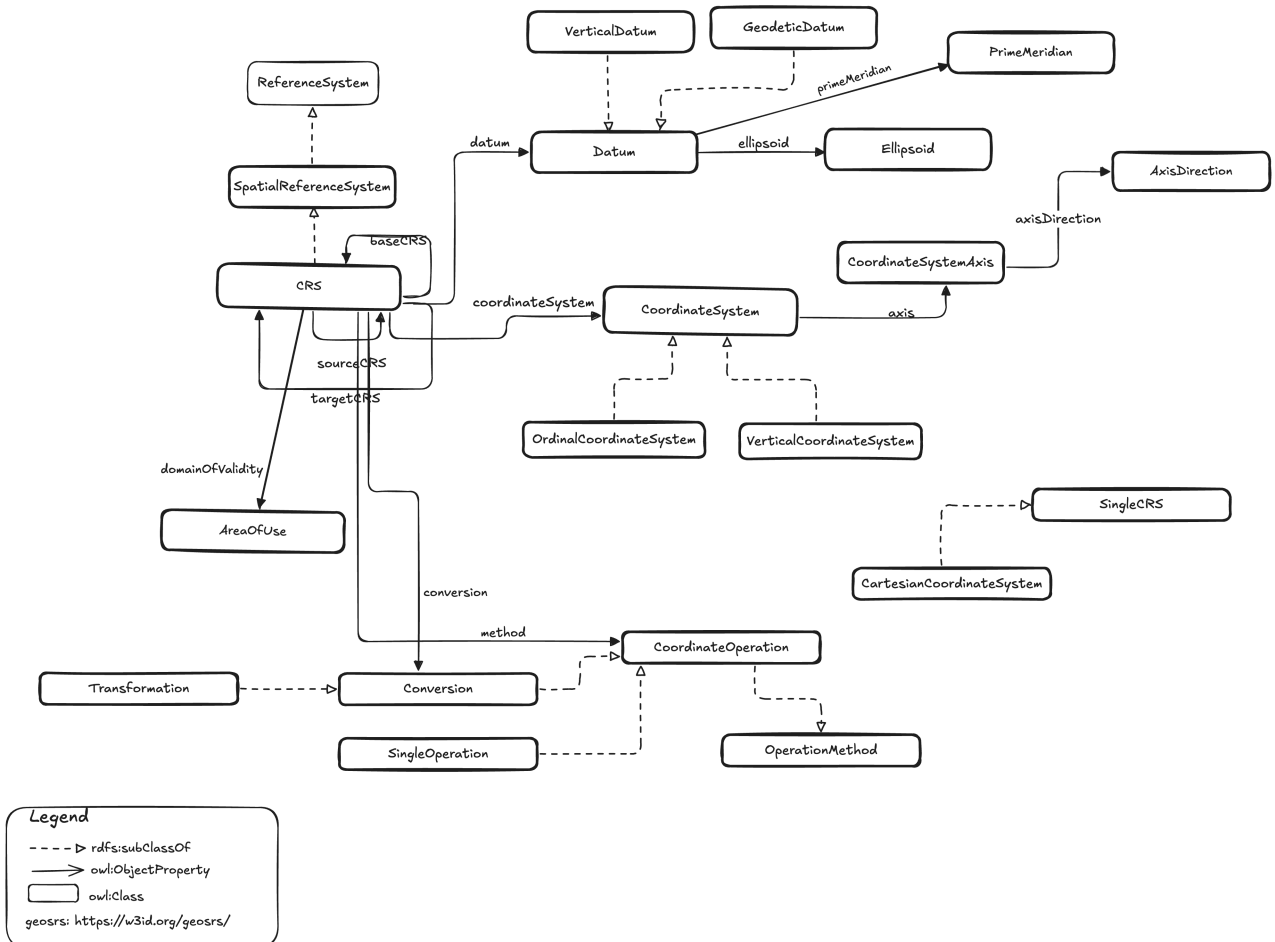 VerticalDatum
GeodeticDatum
PrimeMeridian
primeMeridian
ReferenceSystem
datum
Datum
ellipsoid
Ellipsoid
AxisDirection
SpatialReferenceSystem
axisDirection
baseCRS
CoordinateSystemAxis
CRS
coordinateSystem
CoordinateSystem
axis
sourceCRS
targetCRS
OrdinalCoordinateSystem
VerticalCoordinateSystem
domainOfValidity
SingleCRS
AreaOfUse
CartesianCoordinateSystem
conversion
method
CoordinateOperation
Transformation
Conversion
SingleOperation
OperationMethod
Legend
rdfs:subClassOf
owl:ObjectProperty
owl:Class
geosrs: https://w3id.org/geosrs/